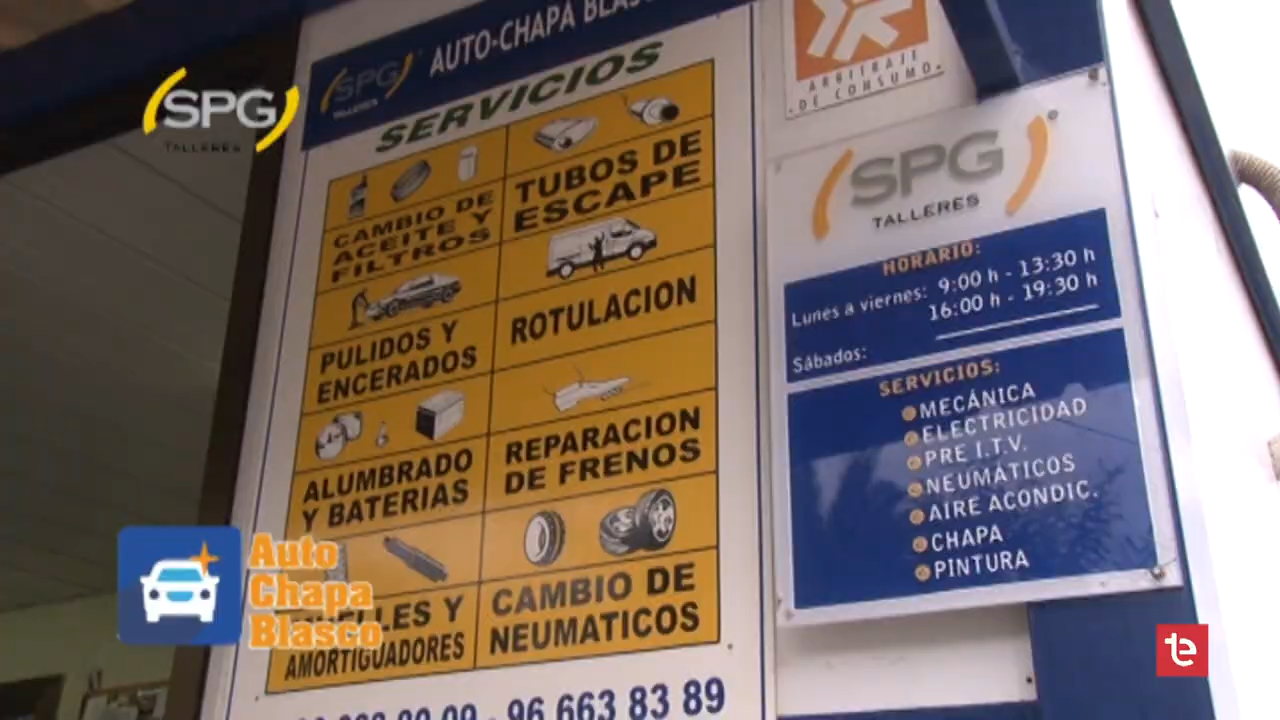 SPG
TALLERES
SPG
TALLERES
AUTO-CHAPA
SERVICIOS
CAMBIO DE
ACEITE Y
FILTROS
TUBOS DE
ESCAPE
PULIDOS Y
ENCERADOS
ROTULACION
ALUMBRADO
Y BATERIAS
REPARACION
DE FRENOS
Y
AMORTIGUADORES
CAMBIO DE
NEUMATICOS
- 96 663 83 89
ARBITRAJE
·DE CONSUMO·
SPG
TALLERES
HORARIO:
Lunes a viernes: 9:00 h - 13:30 h
16:00 h - 19:30 h
Sábados:
SERVICIOS:
MECÁNICA
ELECTRICIDAD
PRE I.T.V.
NEUMÁTICOS
AIRE ACONDIC.
CHAPA
PINTURA
Auto
Chapa
Blasco
te